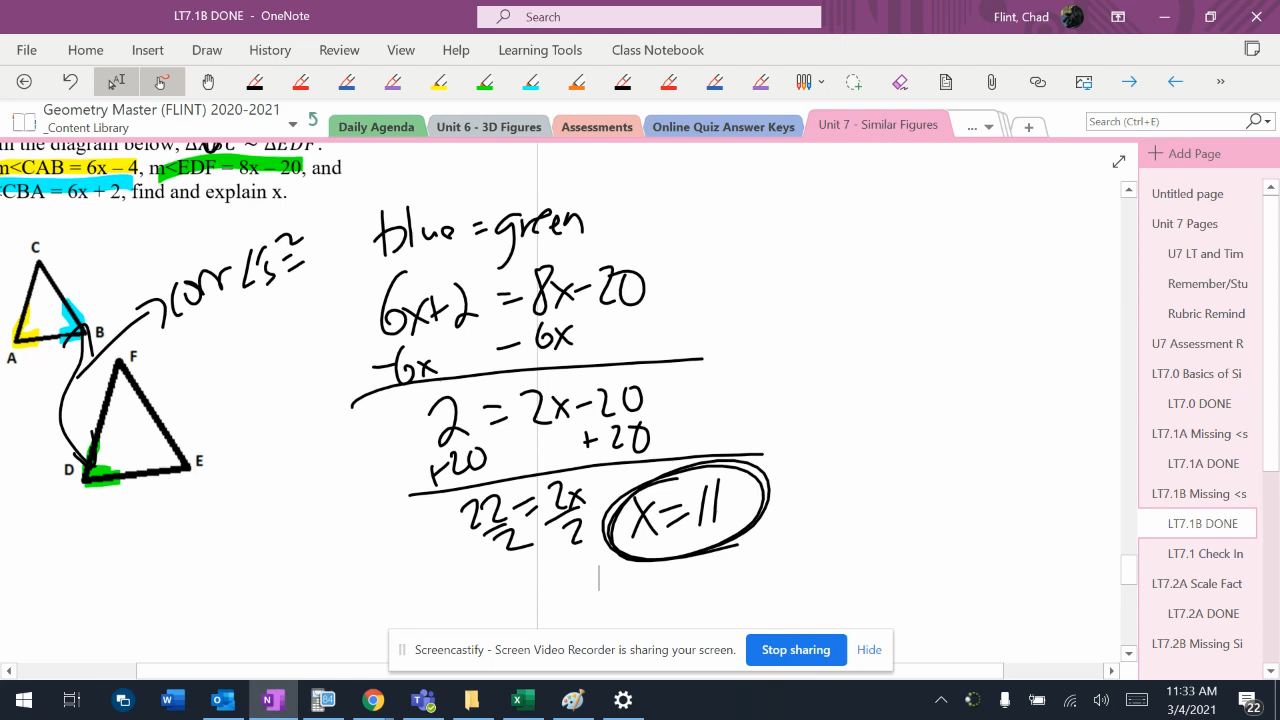 LT7.1B DONE - OneNote
Search
Flint, Chad
File Home Insert Draw History Review View Help Learning Tools Class Notebook
Geometry Master (FLINT) 2020-2021
_Content Library
Daily Agenda
Unit 6 - 3D Figures
Assessments
Online Quiz Answer Keys
Unit 7 - Similar Figures
...
Search (Ctrl+E)
Add Page
Untitled page
Unit 7 Pages
U7 LT and Tim
Remember/Stu
Rubric Remind
U7 Assessment R
LT7.0 Basics of Si
LT7.0 DONE
LT7.1A Missing <s
LT7.1A DONE
LT7.1B Missing <s
LT7.1B DONE
LT7.1 Check In
LT7.2A Scale Fact
LT7.2A DONE
LT7.2B Missing Si
n the diagram below, ΔABC ~ ΔEDF.
m<CAB = 6x – 4, m<EDF = 8x – 20, and
<CBA = 6x + 2, find and explain x.
C
A
B
F
D
E
corr ∠'s ≅
blue = green
6x+2 = 8x-20
-6x -6x
2 = 2x-20
+20 +20
22 = 2x
2 2
x = 11
Screencastify - Screen Video Recorder is sharing your screen.
Stop sharing
Hide
11:33 AM
3/4/2021
22